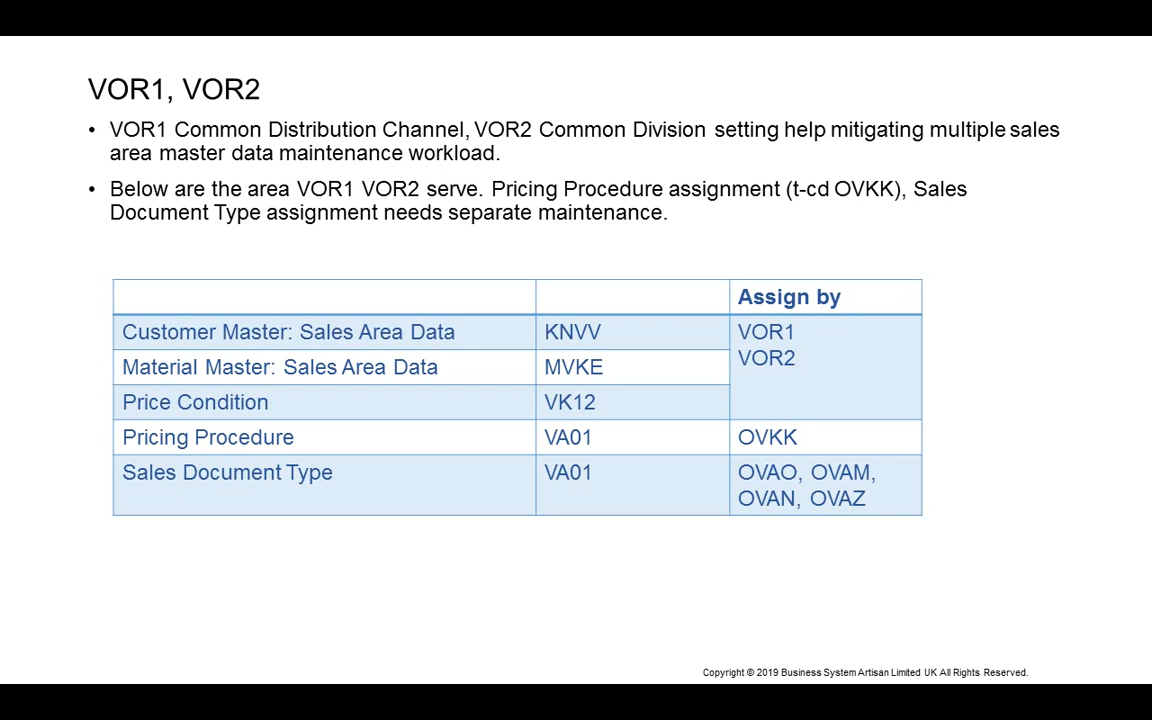 VOR1, VOR2
• VOR1 Common Distribution Channel, VOR2 Common Division setting help mitigating multiple sales
area master data maintenance workload.
• Below are the area VOR1 VOR2 serve. Pricing Procedure assignment (t-cd OVKK), Sales
Document Type assignment needs separate maintenance.
Assign by
Customer Master: Sales Area Data KNVV VOR1
VOR2
Material Master: Sales Area Data MVKE
Price Condition VK12
Pricing Procedure VA01 OVKK
Sales Document Type VA01 OVAO, OVAM,
OVAN, OVAZ
Copyright © 2019 Business System Artisan Limited UK All Rights Reserved.